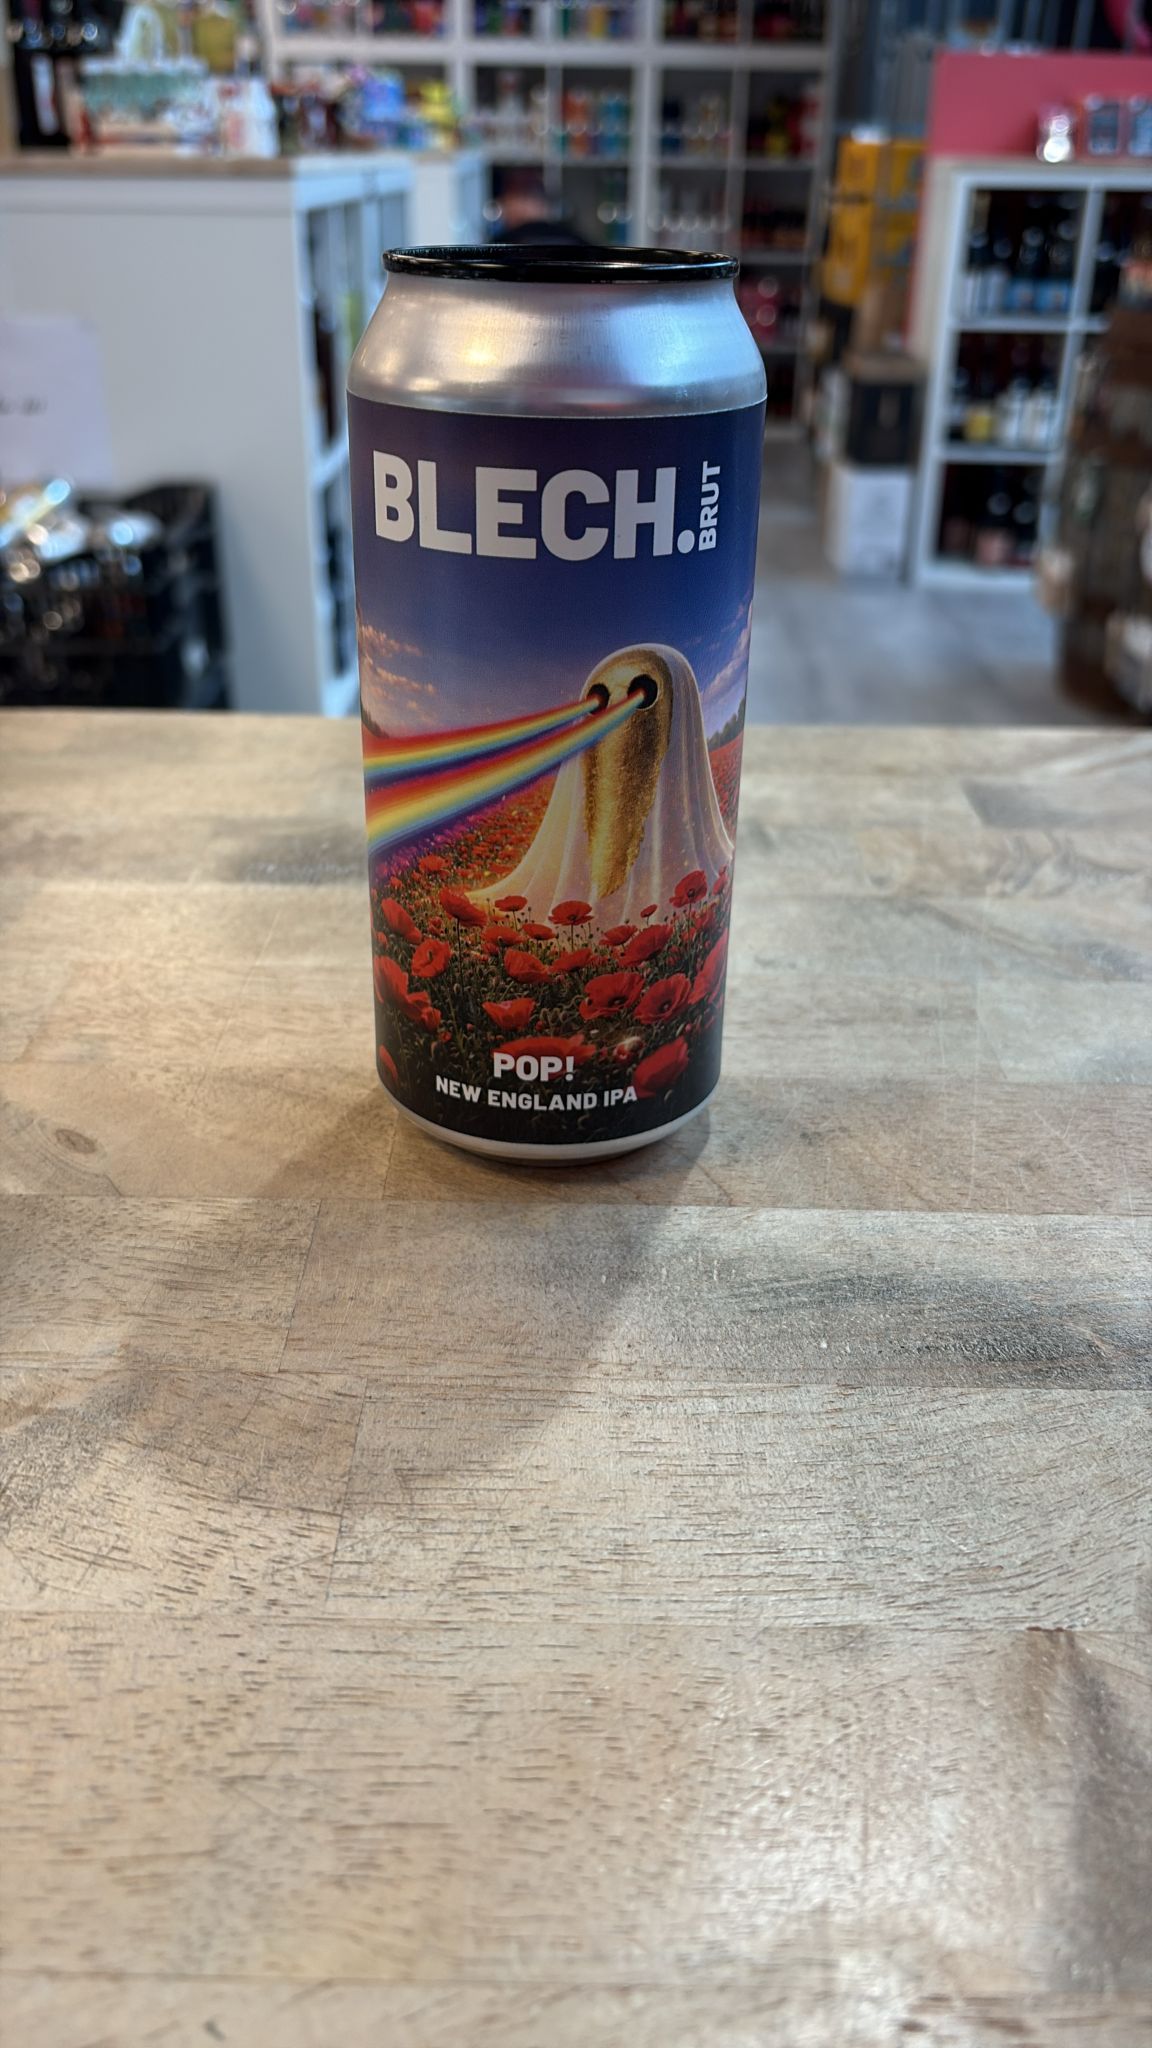 BLECH.
BRUT
POP!
NEW ENGLAND IPA